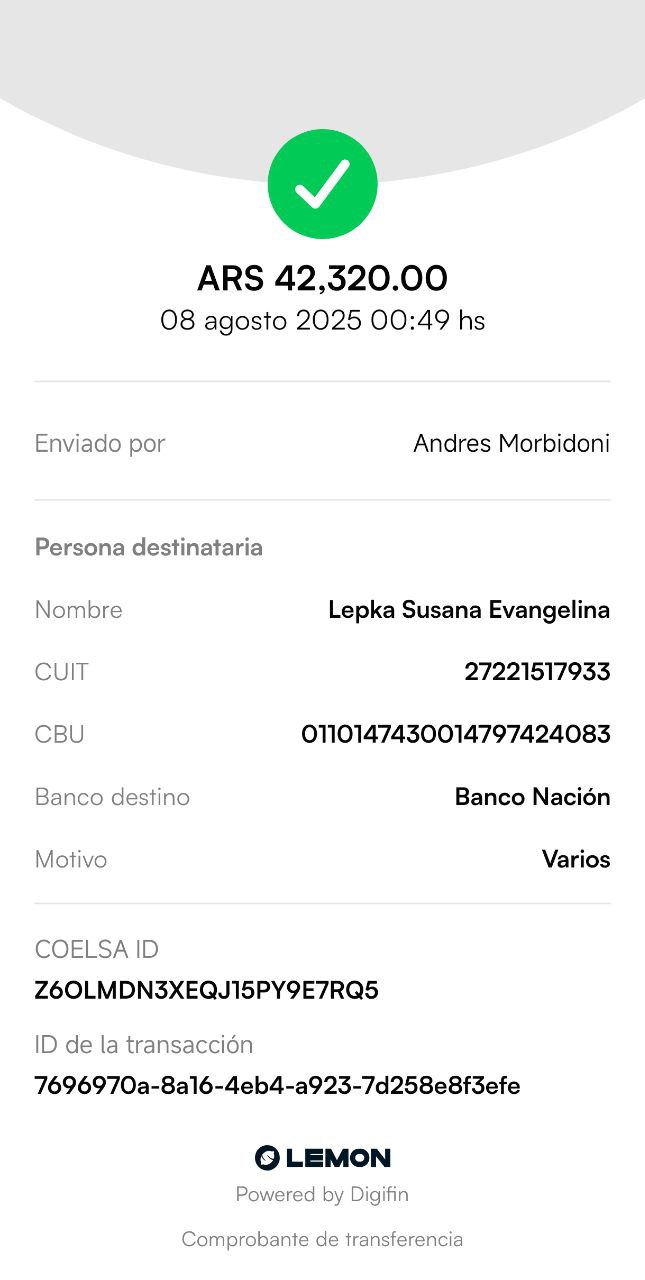 ARS 42,320.00
08 agosto 2025 00:49 hs
Enviado por Andres Morbidoni
Persona destinataria
Nombre Lepka Susana Evangelina
CUIT 27221517933
CBU 0110147430014797424083
Banco destino Banco Nación
Motivo Varios
COELSA ID
Z6OLMDN3XEQJ15PY9E7RQ5
ID de la transacción
7696970a-8a16-4eb4-a923-7d258e8f3efe
LEMON
Powered by Digifin
Comprobante de transferencia